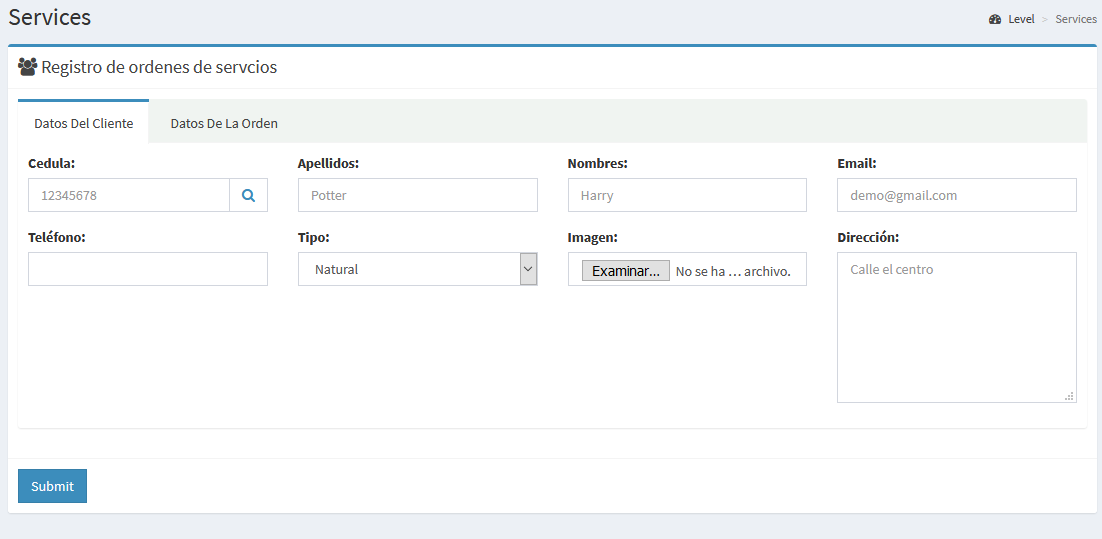 Services
Level > Services
Registro de ordenes de servcios
Datos Del Cliente Datos De La Orden
Cedula: Apellidos: Nombres: Email:
12345678 Potter Harry demo@gmail.com
Teléfono: Tipo: Imagen: Dirección:
Natural Examinar... No se ha … archivo. Calle el centro
Submit